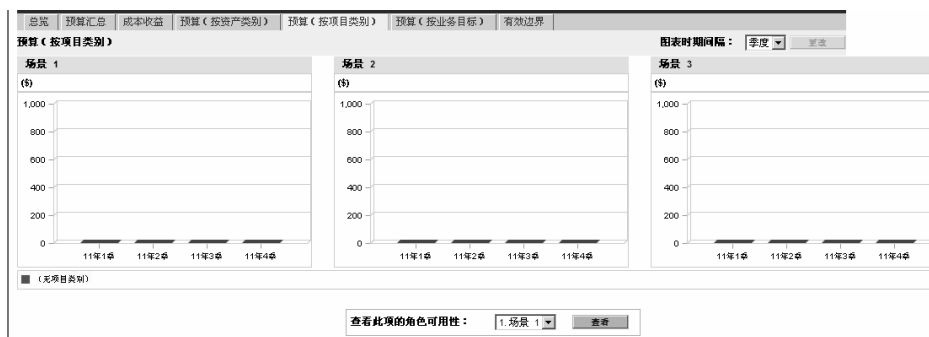 总览 预算汇总 成本收益 预算(按资产类别) 预算(按项目类别) 预算(按业务目标) 有效边界
预算(按项目类别) 图表时期间隔： 季度 更改
场景 1 场景 2 场景 3
($) ($) ($)
1,000 1,000 1,000
800 800 800
600 600 600
400 400 400
200 200 200
0 0 0
11年1季 11年2季 11年3季 11年4季 11年1季 11年2季 11年3季 11年4季 11年1季 11年2季 11年3季 11年4季
(无项目类别)
查看此项的角色可用性： 1.场景 1 查看